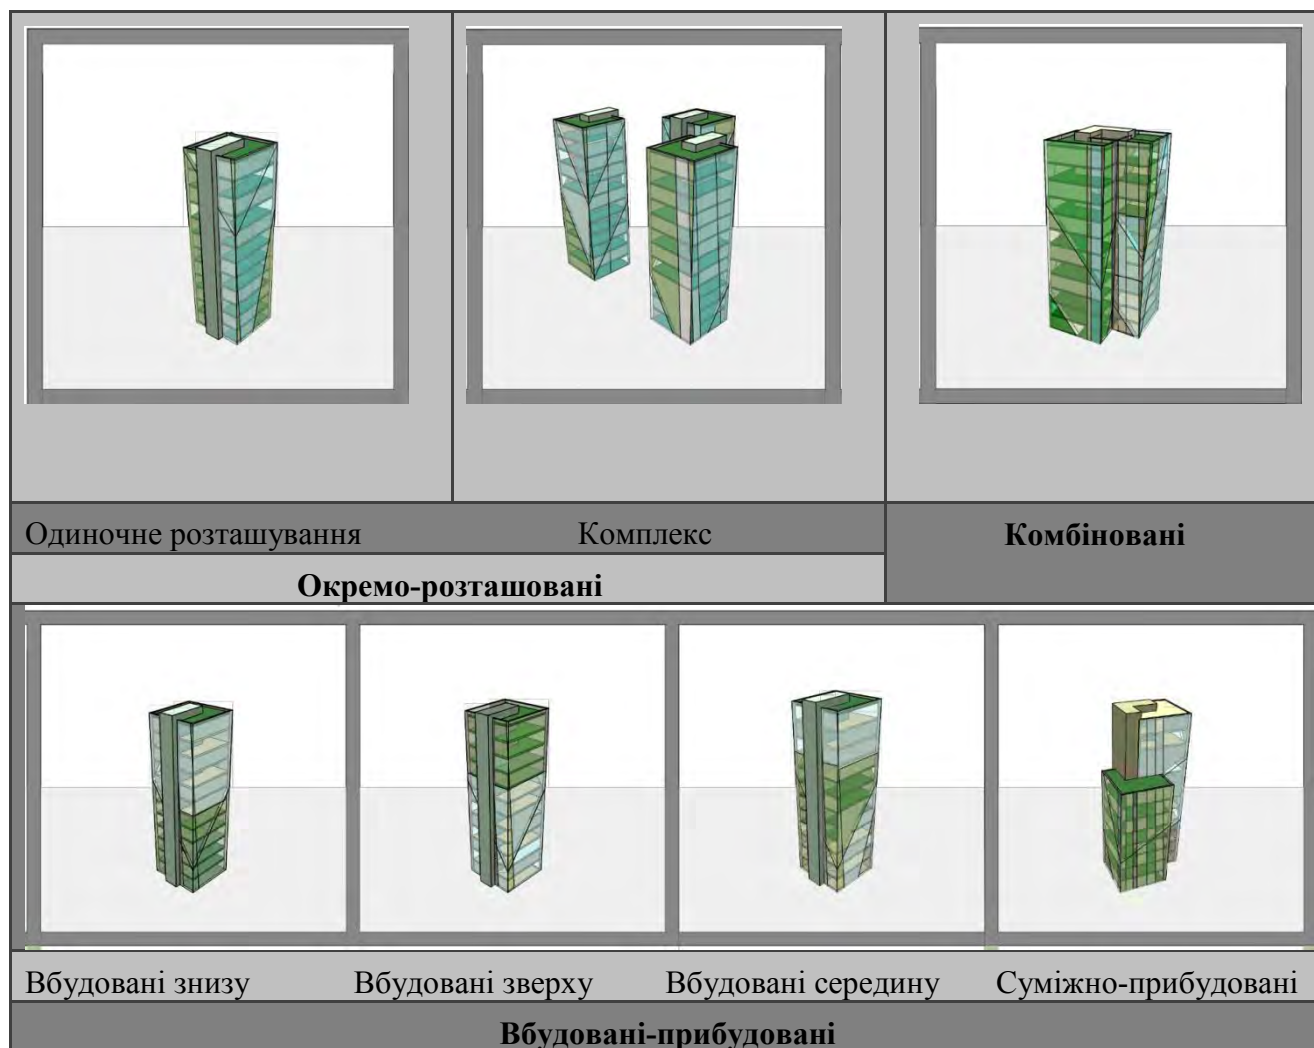 Одиночне розташування
Комплекс
Комбіновані
Окремо-розташовані
Вбудовані знизу
Вбудовані зверху
Вбудовані середину
Суміжно-прибудовані
Вбудовані-прибудовані